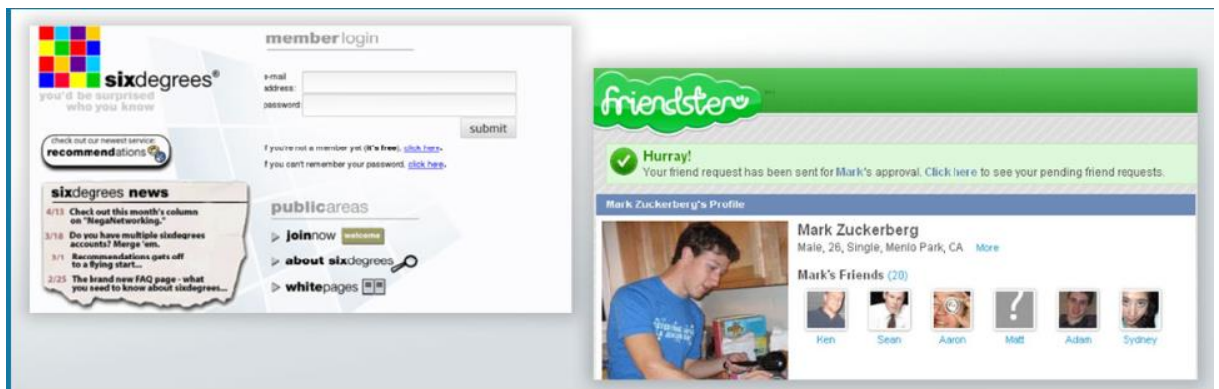 sixdegrees®
you'd be surprised
who you know
check out our newest service:
recommendations
sixdegrees news
4/13 Check out this month's column
on "NegaNetworking."
3/18 Do you have multiple sixdegrees
accounts? Merge 'em.
3/1 Recommendations gets off
to a flying start...
2/25 The brand new FAQ page - what
you need to know about sixdegrees...
memberlogin
e-mail
address:
password:
submit
f you're not a member yet (it's free), click here.
f you can't remember your password, click here.
publicareas
joinnow welcome
about sixdegrees
whitepages
friendster
Hurray!
Your friend request has been sent for Mark's approval. Click here to see your pending friend requests.
Mark Zuckerberg's Profile
Mark Zuckerberg
Male, 26, Single, Menlo Park, CA More
Mark's Friends (20)
Ken Sean Aaron Matt Adam Sydney